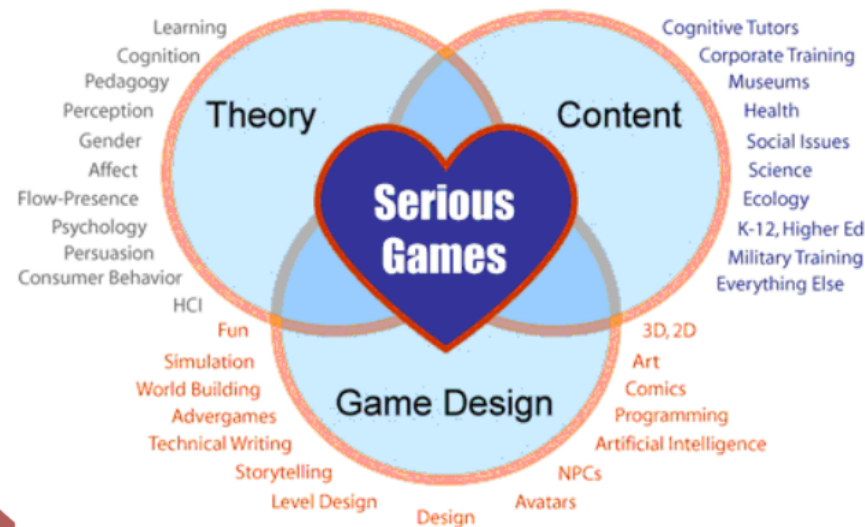 Learning
Cognition
Pedagogy
Perception
Gender
Affect
Flow-Presence
Psychology
Persuasion
Consumer Behavior
HCI
Theory
Content
Cognitive Tutors
Corporate Training
Museums
Health
Social Issues
Science
Ecology
K-12, Higher Ed
Military Training
Everything Else
Serious
Games
Game Design
Fun
Simulation
World Building
Advergames
Technical Writing
Storytelling
Level Design
Design
Avatars
NPCs
Artificial Intelligence
Programming
Comics
Art
3D, 2D